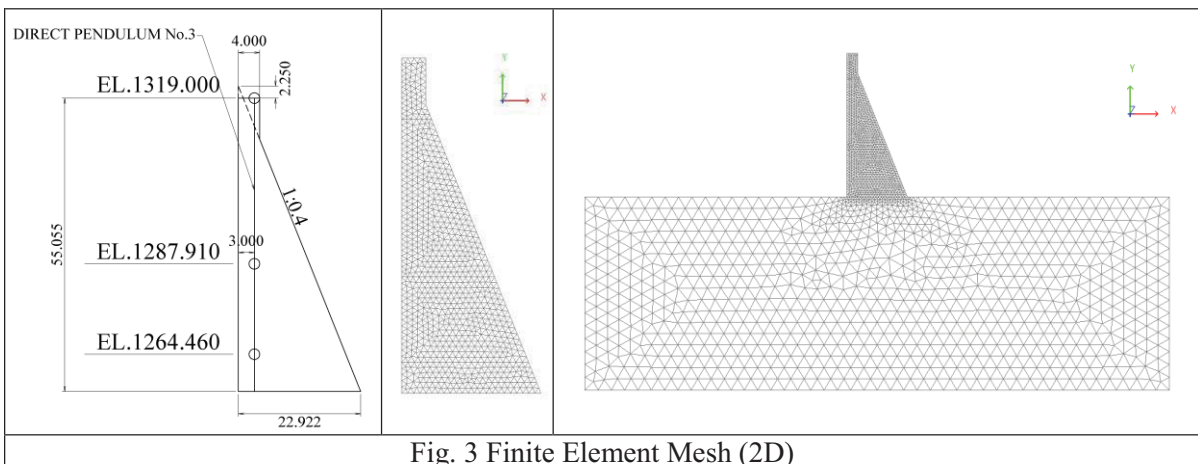 DIRECT PENDULUM No.3
4.000
2.250
EL.1319.000
1:0.4
55.055
3.000
EL.1287.910
EL.1264.460
22.922
Y
X
Z
Y
X
Z
Fig. 3 Finite Element Mesh (2D)